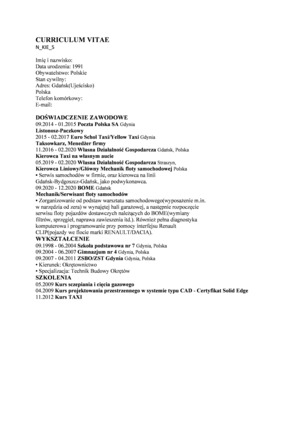 CURRICULUM VITAE
N_RIE_S
Imię i nazwisko:
Data urodzenia: 1991
Obywatelstwo: Polskie
Stan cywilny:
Adres: Gdańsk(Ujeścisko)
Polska
Telefon komórkowy:
E-mail:
DOŚWIADCZENIE ZAWODOWE
09.2014 - 01.2015 Poczta Polska SA Gdynia
Listonosz-Paczkowy
2015 - 02.2017 Euro Schol Taxi/Yellow Taxi Gdynia
Taksówkarz, Menedżer firmy
11.2016 - 02.2020 Własna Działalność Gospodarcza Gdańsk, Polska
Kierowca Taxi na własnym aucie
05.2019 - 02.2020 Własna Działalność Gospodarcza Straszyn,
Kierowca Liniowy/Główny Mechanik floty samochodowej Polska
• Serwis samochodów w firmie, oraz kierowca na linii
Gdańsk-Bydgoszcz-Gdańsk, jako podwykonawca.
09.2020 - 12.2020 BOME Gdańsk
Mechanik/Serwisant floty samochodów
• Zorganizowanie od podstaw warsztatu samochodowego(wyposażenie m.in.
w narzędzia od zera) w wynajętej hali garażowej, a następnie rozpoczęcie
serwisu floty pojazdów dostawczych należących do BOME(wymiany
filtrów, sprzęgieł, naprawa zawieszenia itd.). Również pełna diagnostyka
komputerowa i programowanie przy pomocy interfejsu Renault
CLIP(pojazdy we flocie marki RENAULT/DACIA).
WYKSZTAŁCENIE
09.1998 - 06.2004 Szkoła podstawowa nr 7 Gdynia, Polska
09.2004 - 06.2007 Gimnazjum nr 4 Gdynia, Polska
09.2007 - 04.2011 ZSBO/ZST Gdynia Gdynia, Polska
• Kierunek: Okrętownictwo
• Specjalizacja: Technik Budowy Okrętów
SZKOLENIA
05.2009 Kurs sczepiania i cięcia gazowego
04.2009 Kurs projektowania przestrzennego w systemie typu CAD - Certyfikat Solid Edge
11.2012 Kurs TAXI